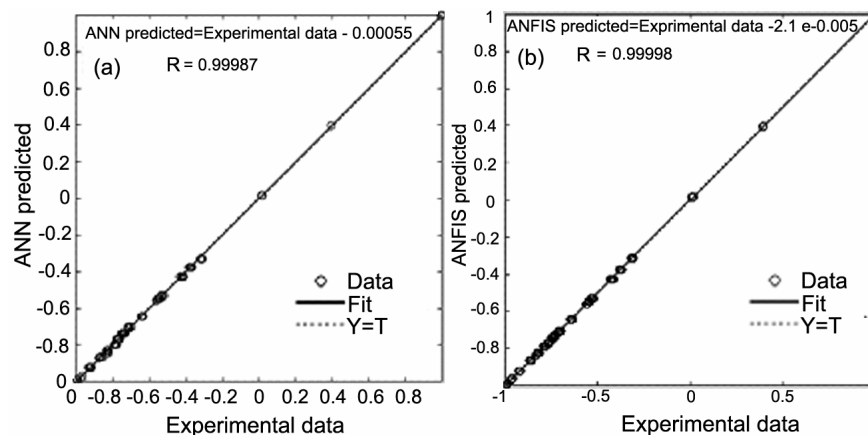 ANN predicted=Experimental data - 0.00055
(a)
R = 0.99987
0.8
0.6
0.4
0.2
0
-0.2
-0.4
-0.6
-0.8
0
ANN predicted
Data
Fit
Y=T
0 -0.8 -0.6 -0.4 -0.2 0 0.2 0.4 0.6 0.8
Experimental data
1
ANFIS predicted=Experimental data -2.1 e-0.005
(b)
R = 0.99998
0.8
0.6
0.4
0.2
0
-0.2
-0.4
-0.6
-0.8
ANFIS predicted
Data
Fit
Y=T
-1 -0.5 0 0.5
Experimental data